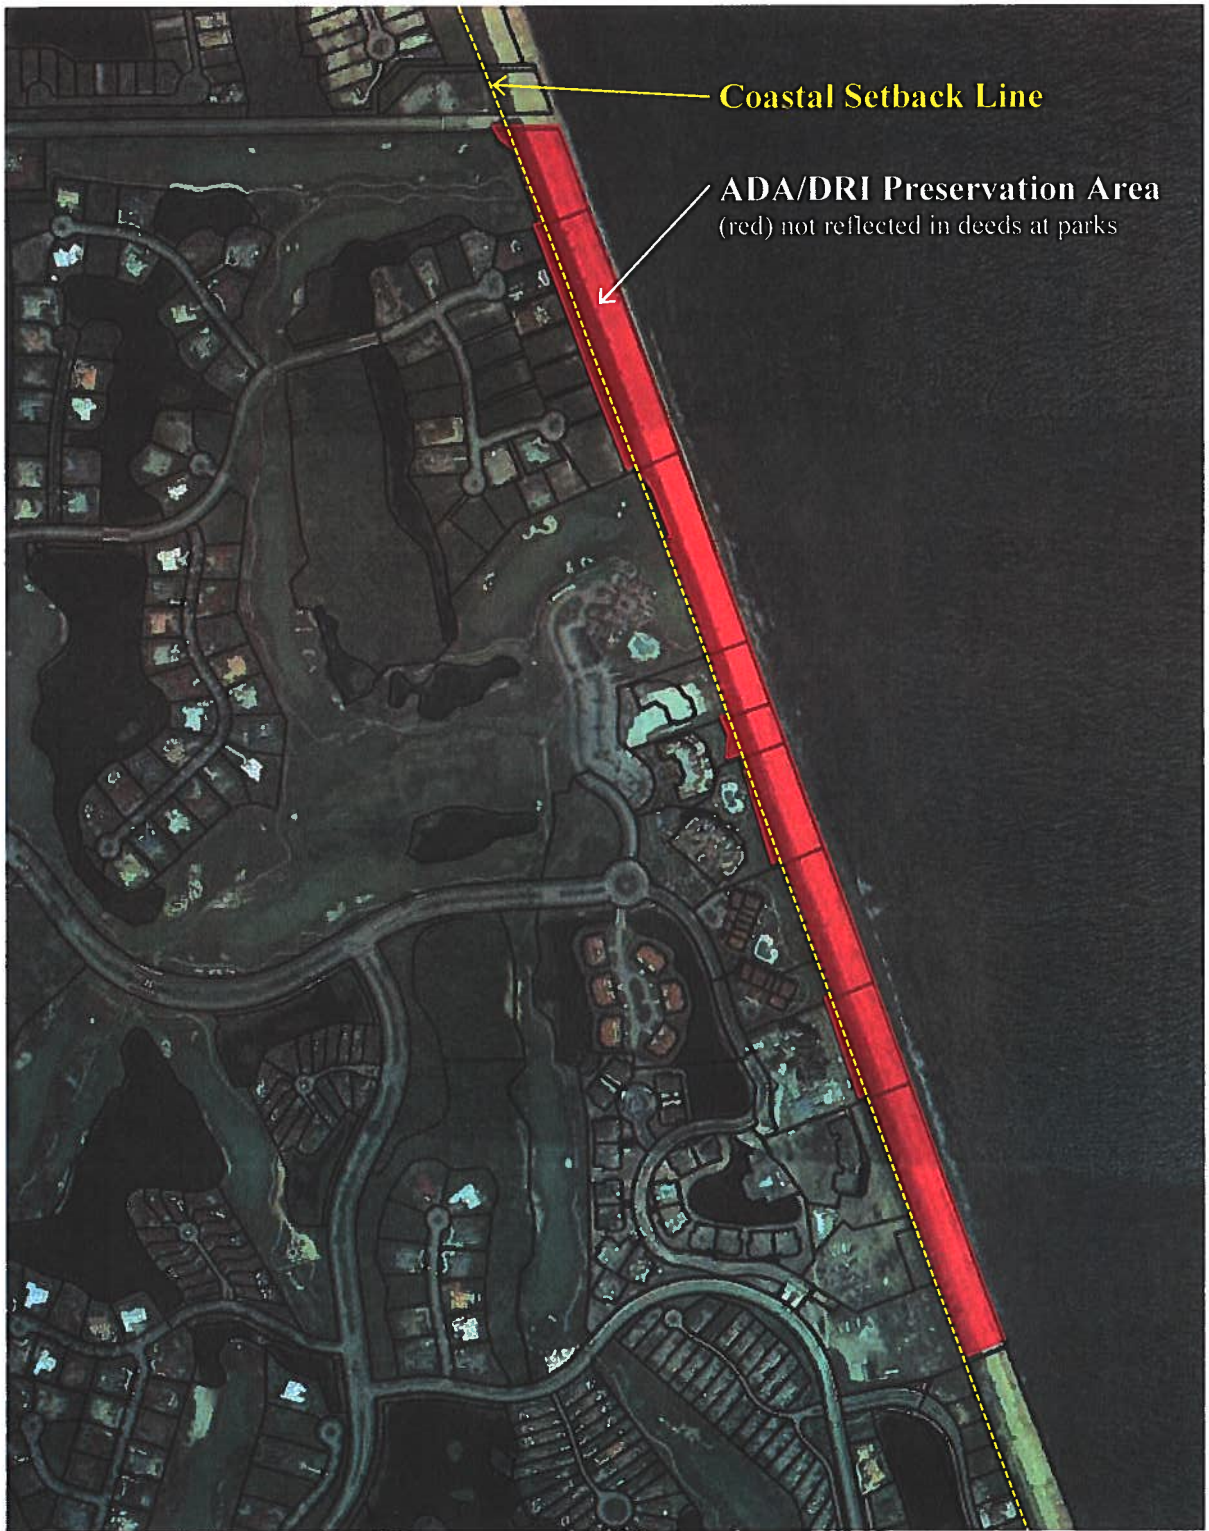 Coastal Setback Line
ADA/DRI Preservation Area
(red) not reflected in deeds at parks